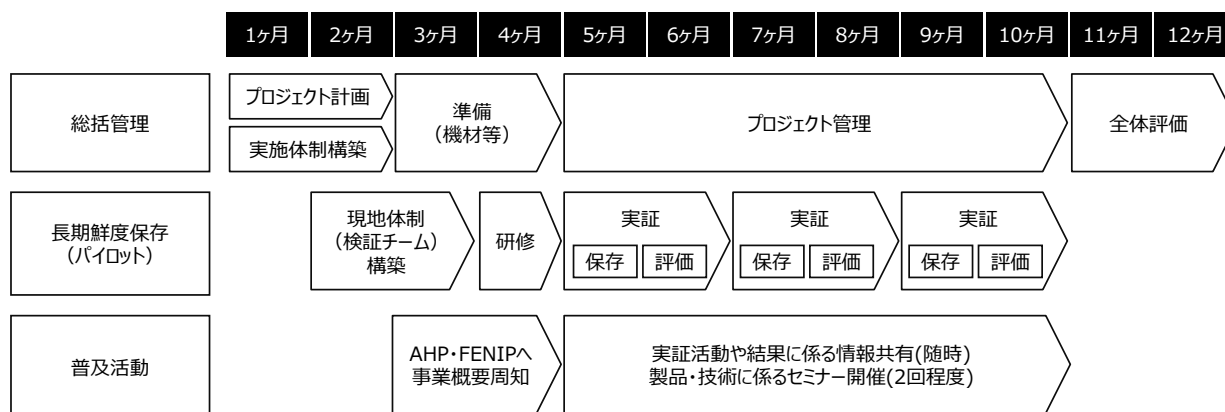 1ヶ月 2ヶ月 3ヶ月 4ヶ月 5ヶ月 6ヶ月 7ヶ月 8ヶ月 9ヶ月 10ヶ月 11ヶ月 12ヶ月
総括管理
プロジェクト計画
実施体制構築
準備
（機材等）
プロジェクト管理
全体評価
長期鮮度保存
（パイロット）
現地体制
（検証チーム）
構築
研修
実証
保存 評価
実証
保存 評価
実証
保存 評価
普及活動
AHP・FENIPへ
事業概要周知
実証活動や結果に係る情報共有(随時)
製品・技術に係るセミナー開催(2回程度)